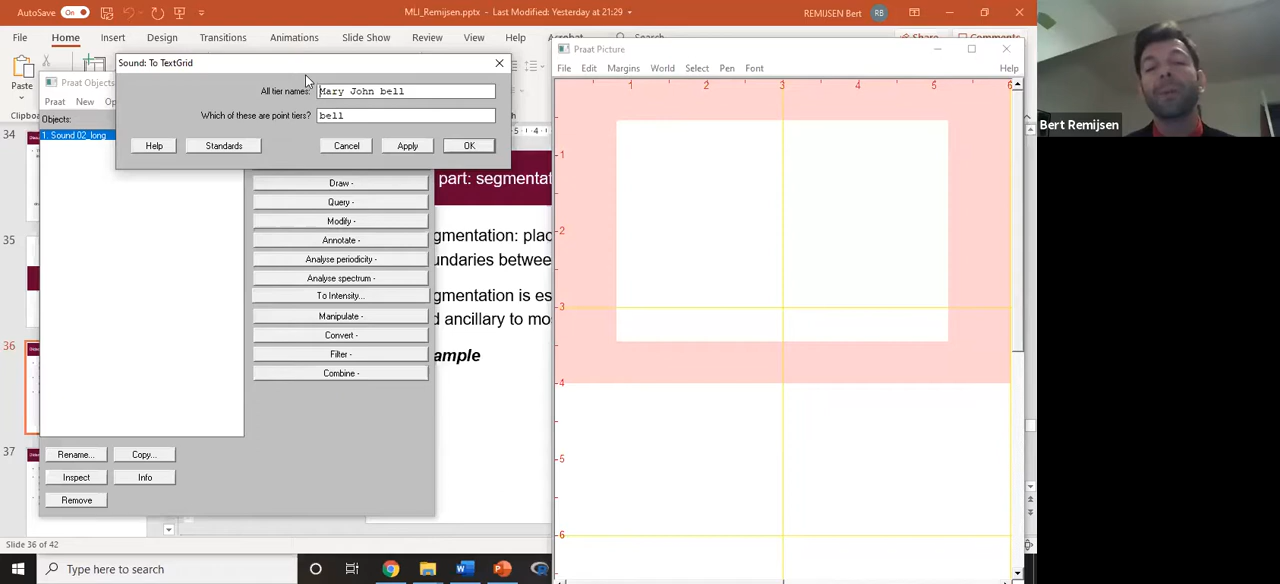 AutoSave On
MLI_Remijsen.pptx - Last Modified: Yesterday at 21:29
REMIJSEN Bert RB
File Home Insert Design Transitions Animations Slide Show Review View Help Acrobat Share Comments
Paste
34
35
36
37
Praat Objects
Praat New
Objects:
1. Sound 02_long
Sound: To TextGrid
All tier names: Mary John bell
Which of these are point tiers? bell
Help Standards Cancel Apply OK
Draw -
Query -
Modify -
Annotate -
Analyse periodicity -
Analyse spectrum -
To Intensity...
Manipulate -
Convert -
Filter -
Combine -
Rename... Copy...
Inspect Info
Remove
5 4
part: segmentat
gmentation: plac
undaries between
gmentation is es
d ancillary to mo
ample
Praat Picture
File Edit Margins World Select Pen Font Help
1 2 3 4 5 6
1
2
3
4
5
6
Bert Remijsen
Slide 36 of 42
Type here to search